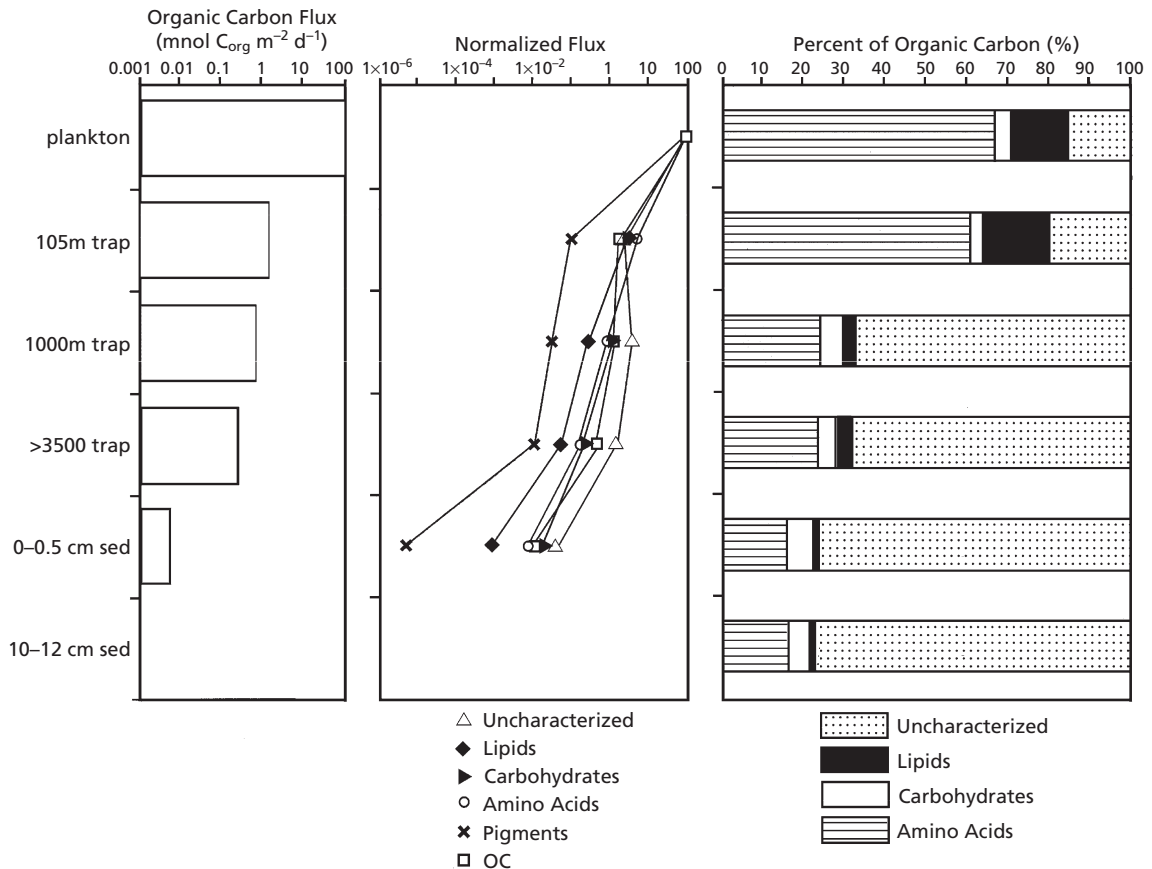 Organic Carbon Flux
(mnol Corg m⁻² d⁻¹)
0.001 0.01 0.1 1 10 100
Normalized Flux
1×10⁻⁶ 1×10⁻⁴ 1×10⁻² 1 10 100
Percent of Organic Carbon (%)
0 10 20 30 40 50 60 70 80 90 100
plankton
105m trap
1000m trap
>3500 trap
0–0.5 cm sed
10–12 cm sed
Uncharacterized
Lipids
Carbohydrates
Amino Acids
Pigments
OC
Uncharacterized
Lipids
Carbohydrates
Amino Acids